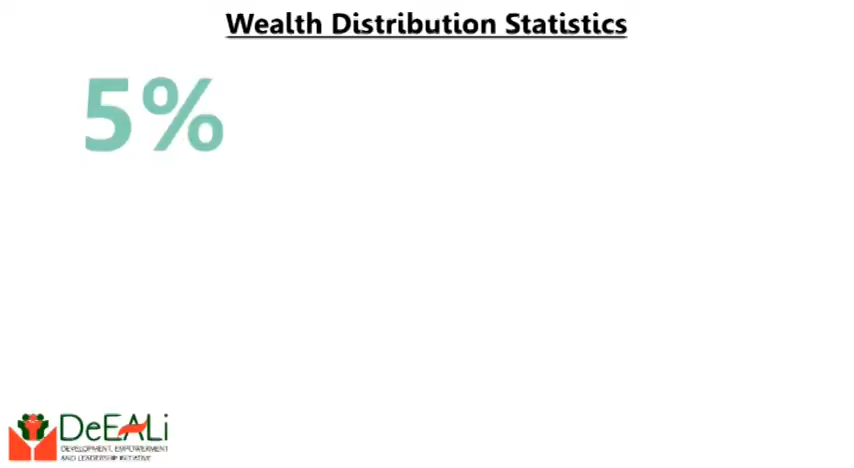 Wealth Distribution Statistics
5%
DeEALi
DEVELOPMENT, EMPOWERMENT
AND LEADERSHIP INITIATIVE